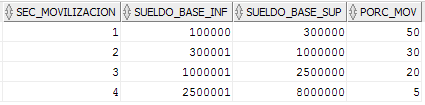 SEC_MOVILIZACION SUELDO_BASE_INF SUELDO_BASE_SUP PORC_MOV
1 100000 300000 50
2 300001 1000000 30
3 1000001 2500000 20
4 2500001 8000000 5